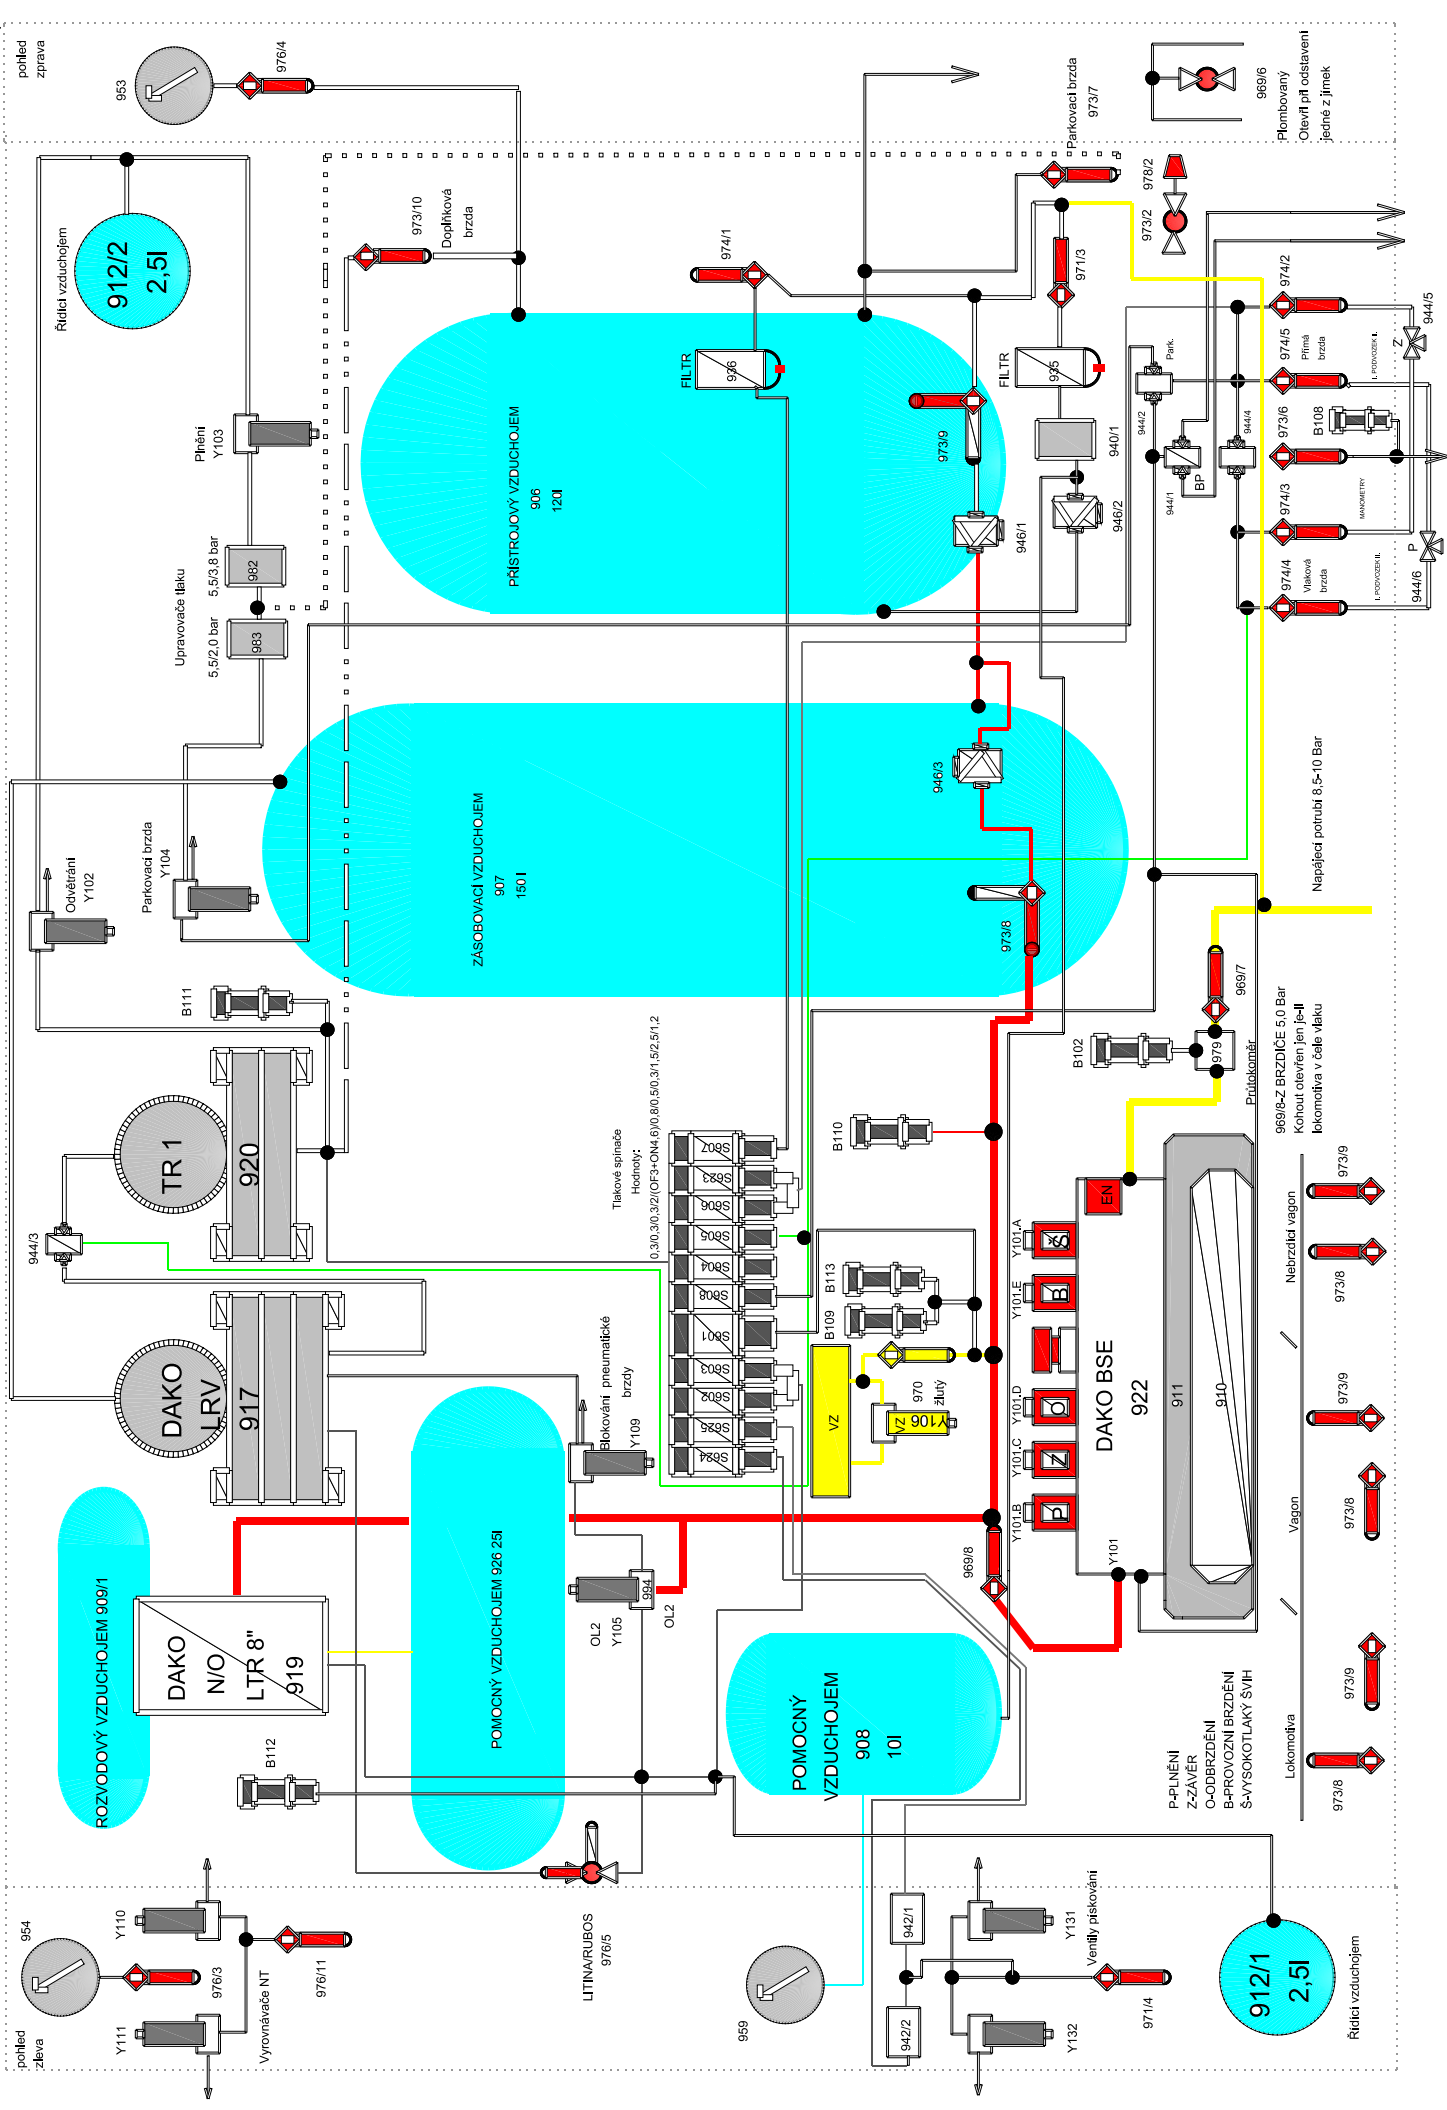 pohled
zprava
953
976/4
Řídicí vzduchojem
912/2
2,5l
973/10
Doplňková
brzda
974/1
Parkovací brzda
973/7
969/6
Plombovaný
Otevři při odstavení
jedné z jímek
978/2
973/2
971/3
974/2
974/5
Přímá
brzda
944/5
Z
I. PODVOZEK I.
Park.
944/2
944/4
973/6
B108
944/1
BP
974/3
MANOMETRY
P
974/4
Vlaková
brzda
I. PODVOZEK II.
944/6
Plnění
Y103
FILTR
936
FILTR
935
PŘÍSTROJOVÝ VZDUCHOJEM
906
120l
973/9
940/1
946/1
946/2
Upravovače tlaku
5,5/3,8 bar
982
5,5/2,0 bar
983
Odvětrání
Y102
Parkovací brzda
Y104
ZÁSOBOVACÍ VZDUCHOJEM
907
150 l
946/3
973/8
Napájecí potrubí 8,5-10 Bar
B111
TR 1
920
944/3
DAKO
LRV
917
Tlakové spínače
Hodnoty:
0,3/0,3/0,3/2/(OF3+ON4,6)/0,8/0,5/0,3/1,5/2,5/1,2
S607
S623
S606
S605
S604
S608
S601
S603
S602
S625
S624
B110
B113
B109
VZ
VZ
Y106
970
žlutý
B102
979
Průtokoměr
969/7
969/8-Z BRZDIČE 5,0 Bar
Kohout otevřen jen je-li
lokomotiva v čele vlaku
EN
Y101.A
Š
Y101.E
B
Y101.D
O
Y101.C
Z
Y101.B
P
Y101
DAKO BSE
922
911
910
969/8
Blokování pneumatické
brzdy
Y109
OL2
Y105
994
OL2
ROZVODOVÝ VZDUCHOJEM 909/1
DAKO
N/O
LTR 8"
919
POMOCNÝ VZDUCHOJEM 926 25l
B112
POMOCNÝ
VZDUCHOJEM
908
10l
P-PLNĚNÍ
Z-ZÁVĚR
O-ODBRZDĚNÍ
B-PROVOZNÍ BRZDĚNÍ
Š-VYSOKOTLAKÝ ŠVIH
Nebrzdící vagon
973/9
973/8
Vagon
973/9
973/8
Lokomotiva
973/9
973/8
pohled
zleva
954
976/3
Y110
Y111
Vyrovnávače NT
976/11
LITINA/RUBOS
976/5
959
942/1
942/2
Y131
Y132
Ventily pískování
971/4
912/1
2,5l
Řídicí vzduchojem